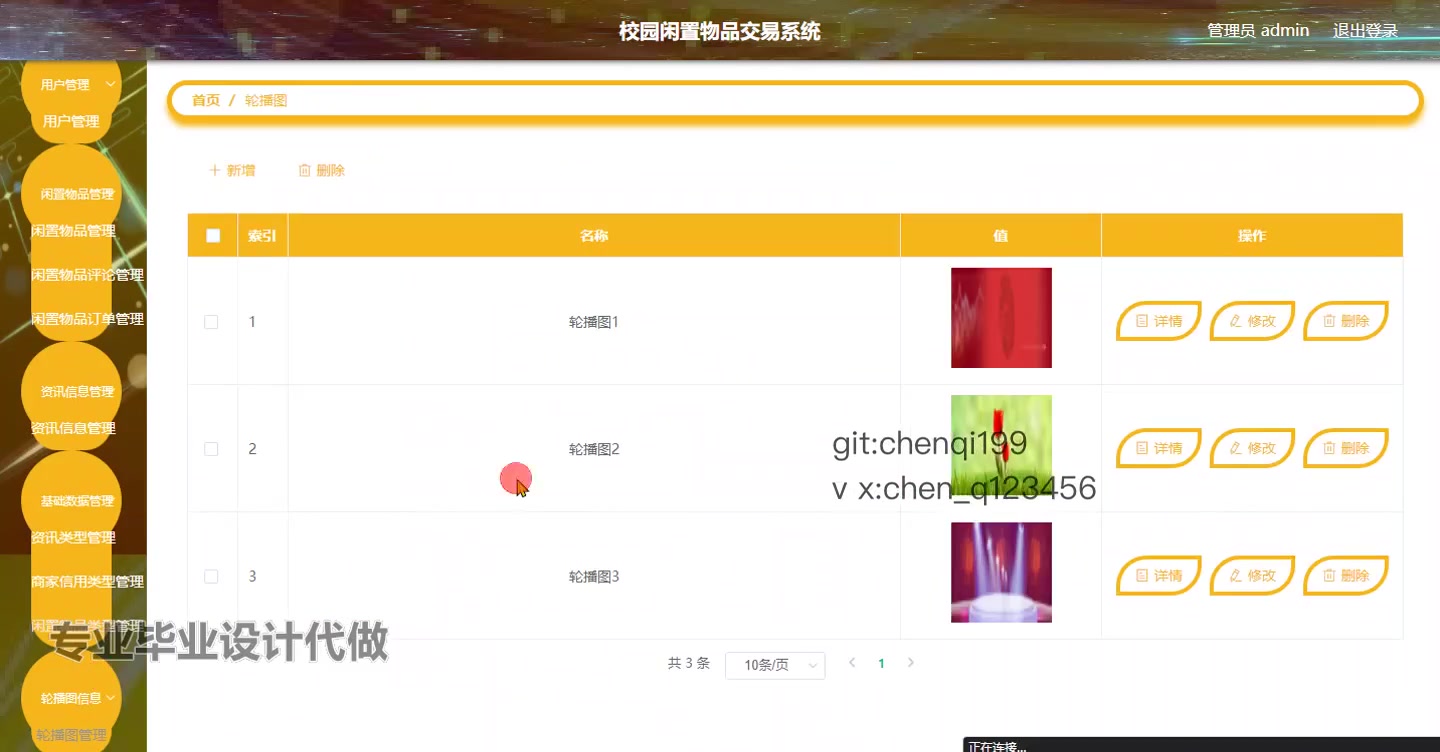 校园闲置物品交易系统
管理员 admin
退出登录
用户管理
用户管理
闲置物品管理
闲置物品管理
闲置物品评论管理
闲置物品订单管理
资讯信息管理
资讯信息管理
基础数据管理
资讯类型管理
商家信用类型管理
轮播图信息
轮播图管理
首页 / 轮播图
新增
删除
索引 名称 值 操作
1 轮播图1 详情 修改 删除
2 轮播图2 详情 修改 删除
3 轮播图3 详情 修改 删除
git:chenqi199
v x:chen_q123456
专业毕业设计代做
共 3 条 10条/页 1
正在连接...